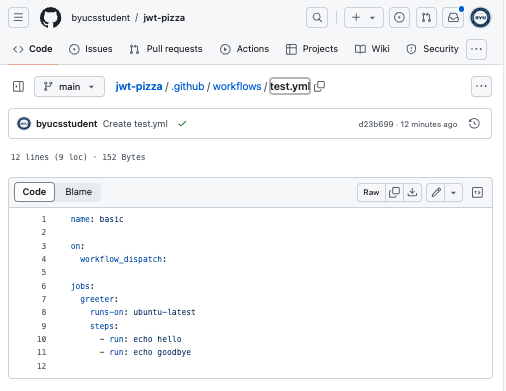 byucsstudent / jwt-pizza
Code Issues Pull requests Actions Projects Wiki Security
main jwt-pizza / .github / workflows / test.yml
BYU
byucsstudent Create test.yml d23b699 · 12 minutes ago
12 lines (9 loc) · 152 Bytes
Code Blame Raw
1 name: basic
2
3 on:
4   workflow_dispatch:
5
6 jobs:
7   greeter:
8     runs-on: ubuntu-latest
9     steps:
10       - run: echo hello
11       - run: echo goodbye
12